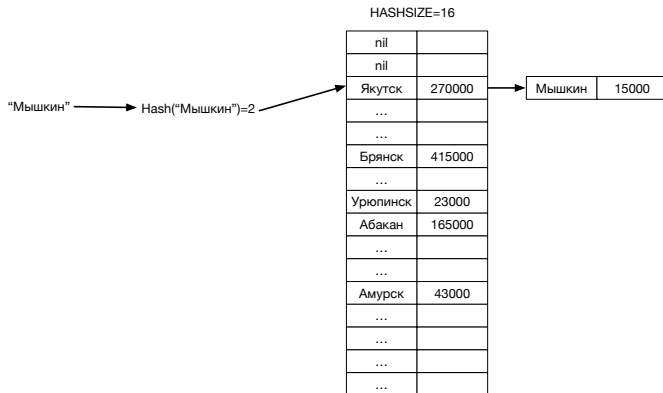 HASHSIZE=16
nil
nil
“Мышкин” Hash(“Мышкин”)=2 Якутск 270000 Мышкин 15000
...
...
Брянск 415000
...
Урюпинск 23000
Абакан 165000
...
...
Амурск 43000
...
...
...
...